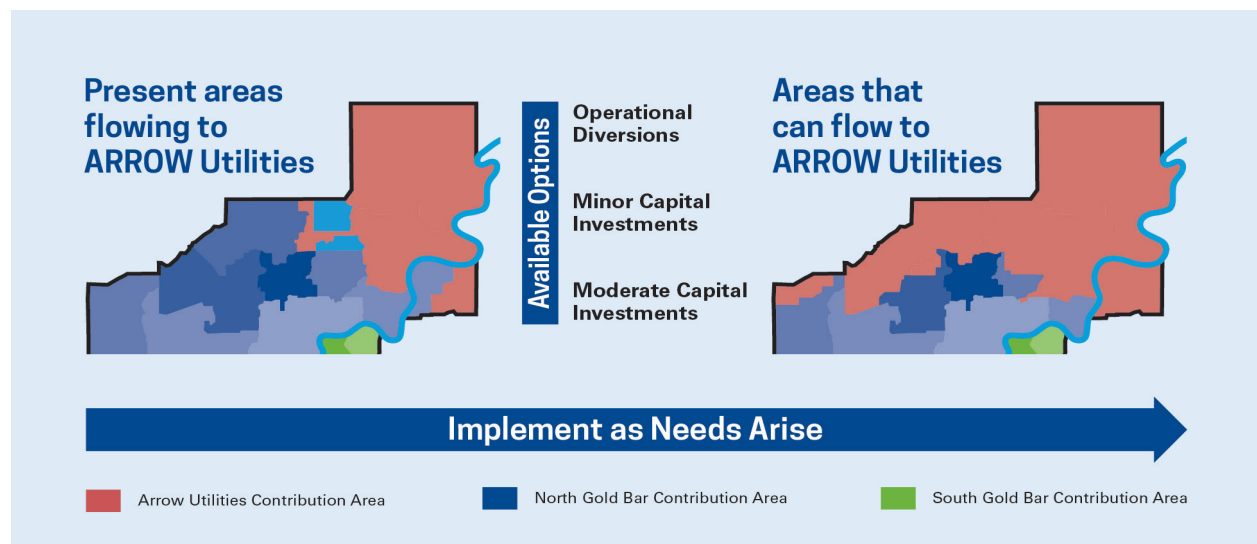 Present areas
flowing to
ARROW Utilities
Available Options
Operational
Diversions
Minor Capital
Investments
Moderate Capital
Investments
Areas that
can flow to
ARROW Utilities
Implement as Needs Arise
Arrow Utilities Contribution Area
North Gold Bar Contribution Area
South Gold Bar Contribution Area